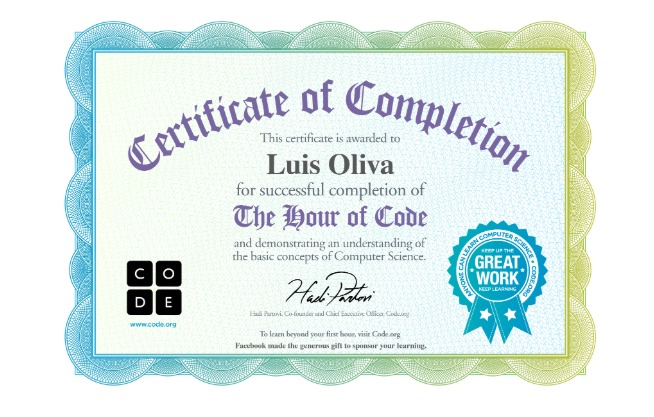 Certificate of Completion
This certificate is awarded to
Luis Oliva
for successful completion of
The Hour of Code
and demonstrating an understanding of
the basic concepts of Computer Science.
Hadi Partovi
Hadi Partovi, Co-founder and Chief Executive Officer Code.org
To learn beyond your first hour, visit Code.org
Facebook made the generous gift to sponsor your learning.
C O
D E
www.code.org
ANYONE CAN LEARN COMPUTER SCIENCE • CODE.ORG •
KEEP UP THE
GREAT
WORK
KEEP LEARNING